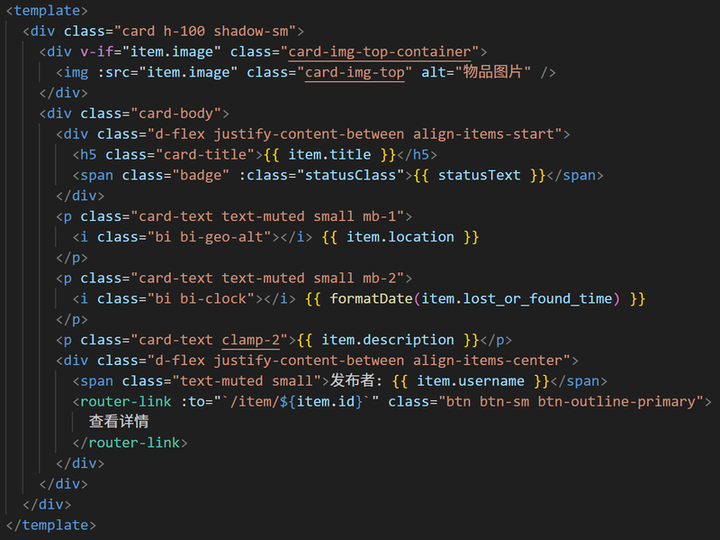 <template>
  <div class="card h-100 shadow-sm">
    <div v-if="item.image" class="card-img-top-container">
      <img :src="item.image" class="card-img-top" alt="物品图片" />
    </div>
    <div class="card-body">
      <div class="d-flex justify-content-between align-items-start">
        <h5 class="card-title">{{ item.title }}</h5>
        <span class="badge" :class="statusClass">{{ statusText }}</span>
      </div>
      <p class="card-text text-muted small mb-1">
        <i class="bi bi-geo-alt"></i> {{ item.location }}
      </p>
      <p class="card-text text-muted small mb-2">
        <i class="bi bi-clock"></i> {{ formatDate(item.lost_or_found_time) }}
      </p>
      <p class="card-text clamp-2">{{ item.description }}</p>
      <div class="d-flex justify-content-between align-items-center">
        <span class="text-muted small">发布者: {{ item.username }}</span>
        <router-link :to="`/item/${item.id}`" class="btn btn-sm btn-outline-primary">
          查看详情
        </router-link>
      </div>
    </div>
  </div>
</template>